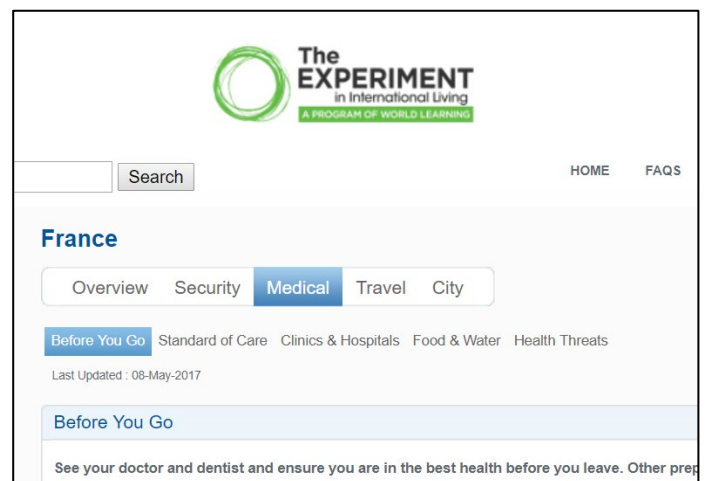 The
EXPERIMENT
in International Living
A PROGRAM OF WORLD LEARNING
Search
HOME FAQS
France
Overview Security Medical Travel City
Before You Go Standard of Care Clinics & Hospitals Food & Water Health Threats
Last Updated : 08-May-2017
Before You Go
See your doctor and dentist and ensure you are in the best health before you leave. Other prep